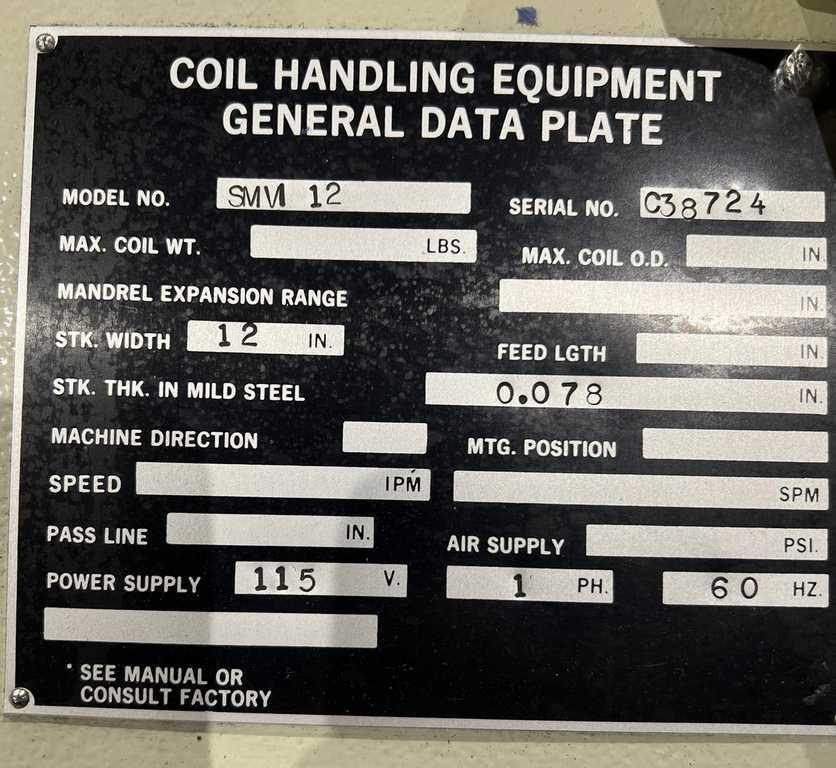 COIL HANDLING EQUIPMENT
GENERAL DATA PLATE
MODEL NO. SMVI 12 SERIAL NO. C38724
MAX. COIL WT. LBS. MAX. COIL O.D. IN.
MANDREL EXPANSION RANGE IN.
STK. WIDTH 12 IN. FEED LGTH IN.
STK. THK. IN MILD STEEL 0.078 IN.
MACHINE DIRECTION MTG. POSITION
SPEED IPM SPM
PASS LINE IN. AIR SUPPLY PSI.
POWER SUPPLY 115 V. 1 PH. 60 HZ.
* SEE MANUAL OR
CONSULT FACTORY